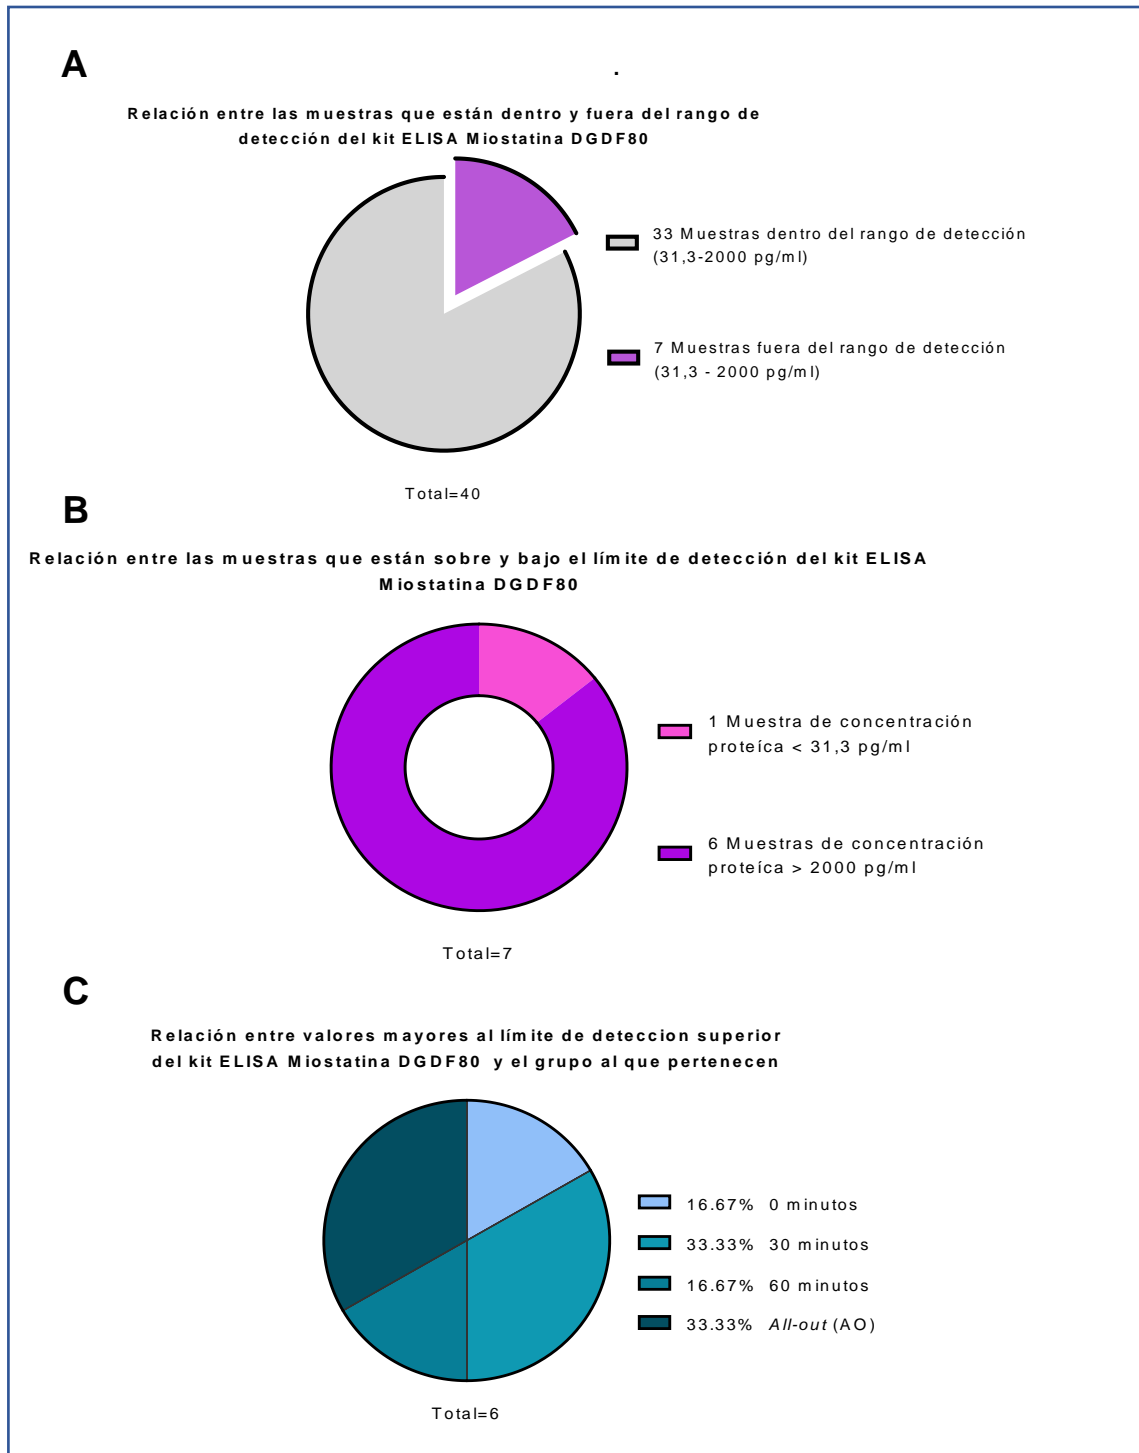 A
.
Relación entre las muestras que están dentro y fuera del rango de
detección del kit ELISA Miostatina DGDF80
33 Muestras dentro del rango de detección
(31,3-2000 pg/ml)
7 Muestras fuera del rango de detección
(31,3 - 2000 pg/ml)
Total=40
B
Relación entre las muestras que están sobre y bajo el límite de detección del kit ELISA
Miostatina DGDF80
1 Muestra de concentración
proteíca < 31,3 pg/ml
6 Muestras de concentración
proteíca > 2000 pg/ml
Total=7
C
Relación entre valores mayores al límite de deteccion superior
del kit ELISA Miostatina DGDF80 y el grupo al que pertenecen
16.67% 0 minutos
33.33% 30 minutos
16.67% 60 minutos
33.33% All-out (AO)
Total=6